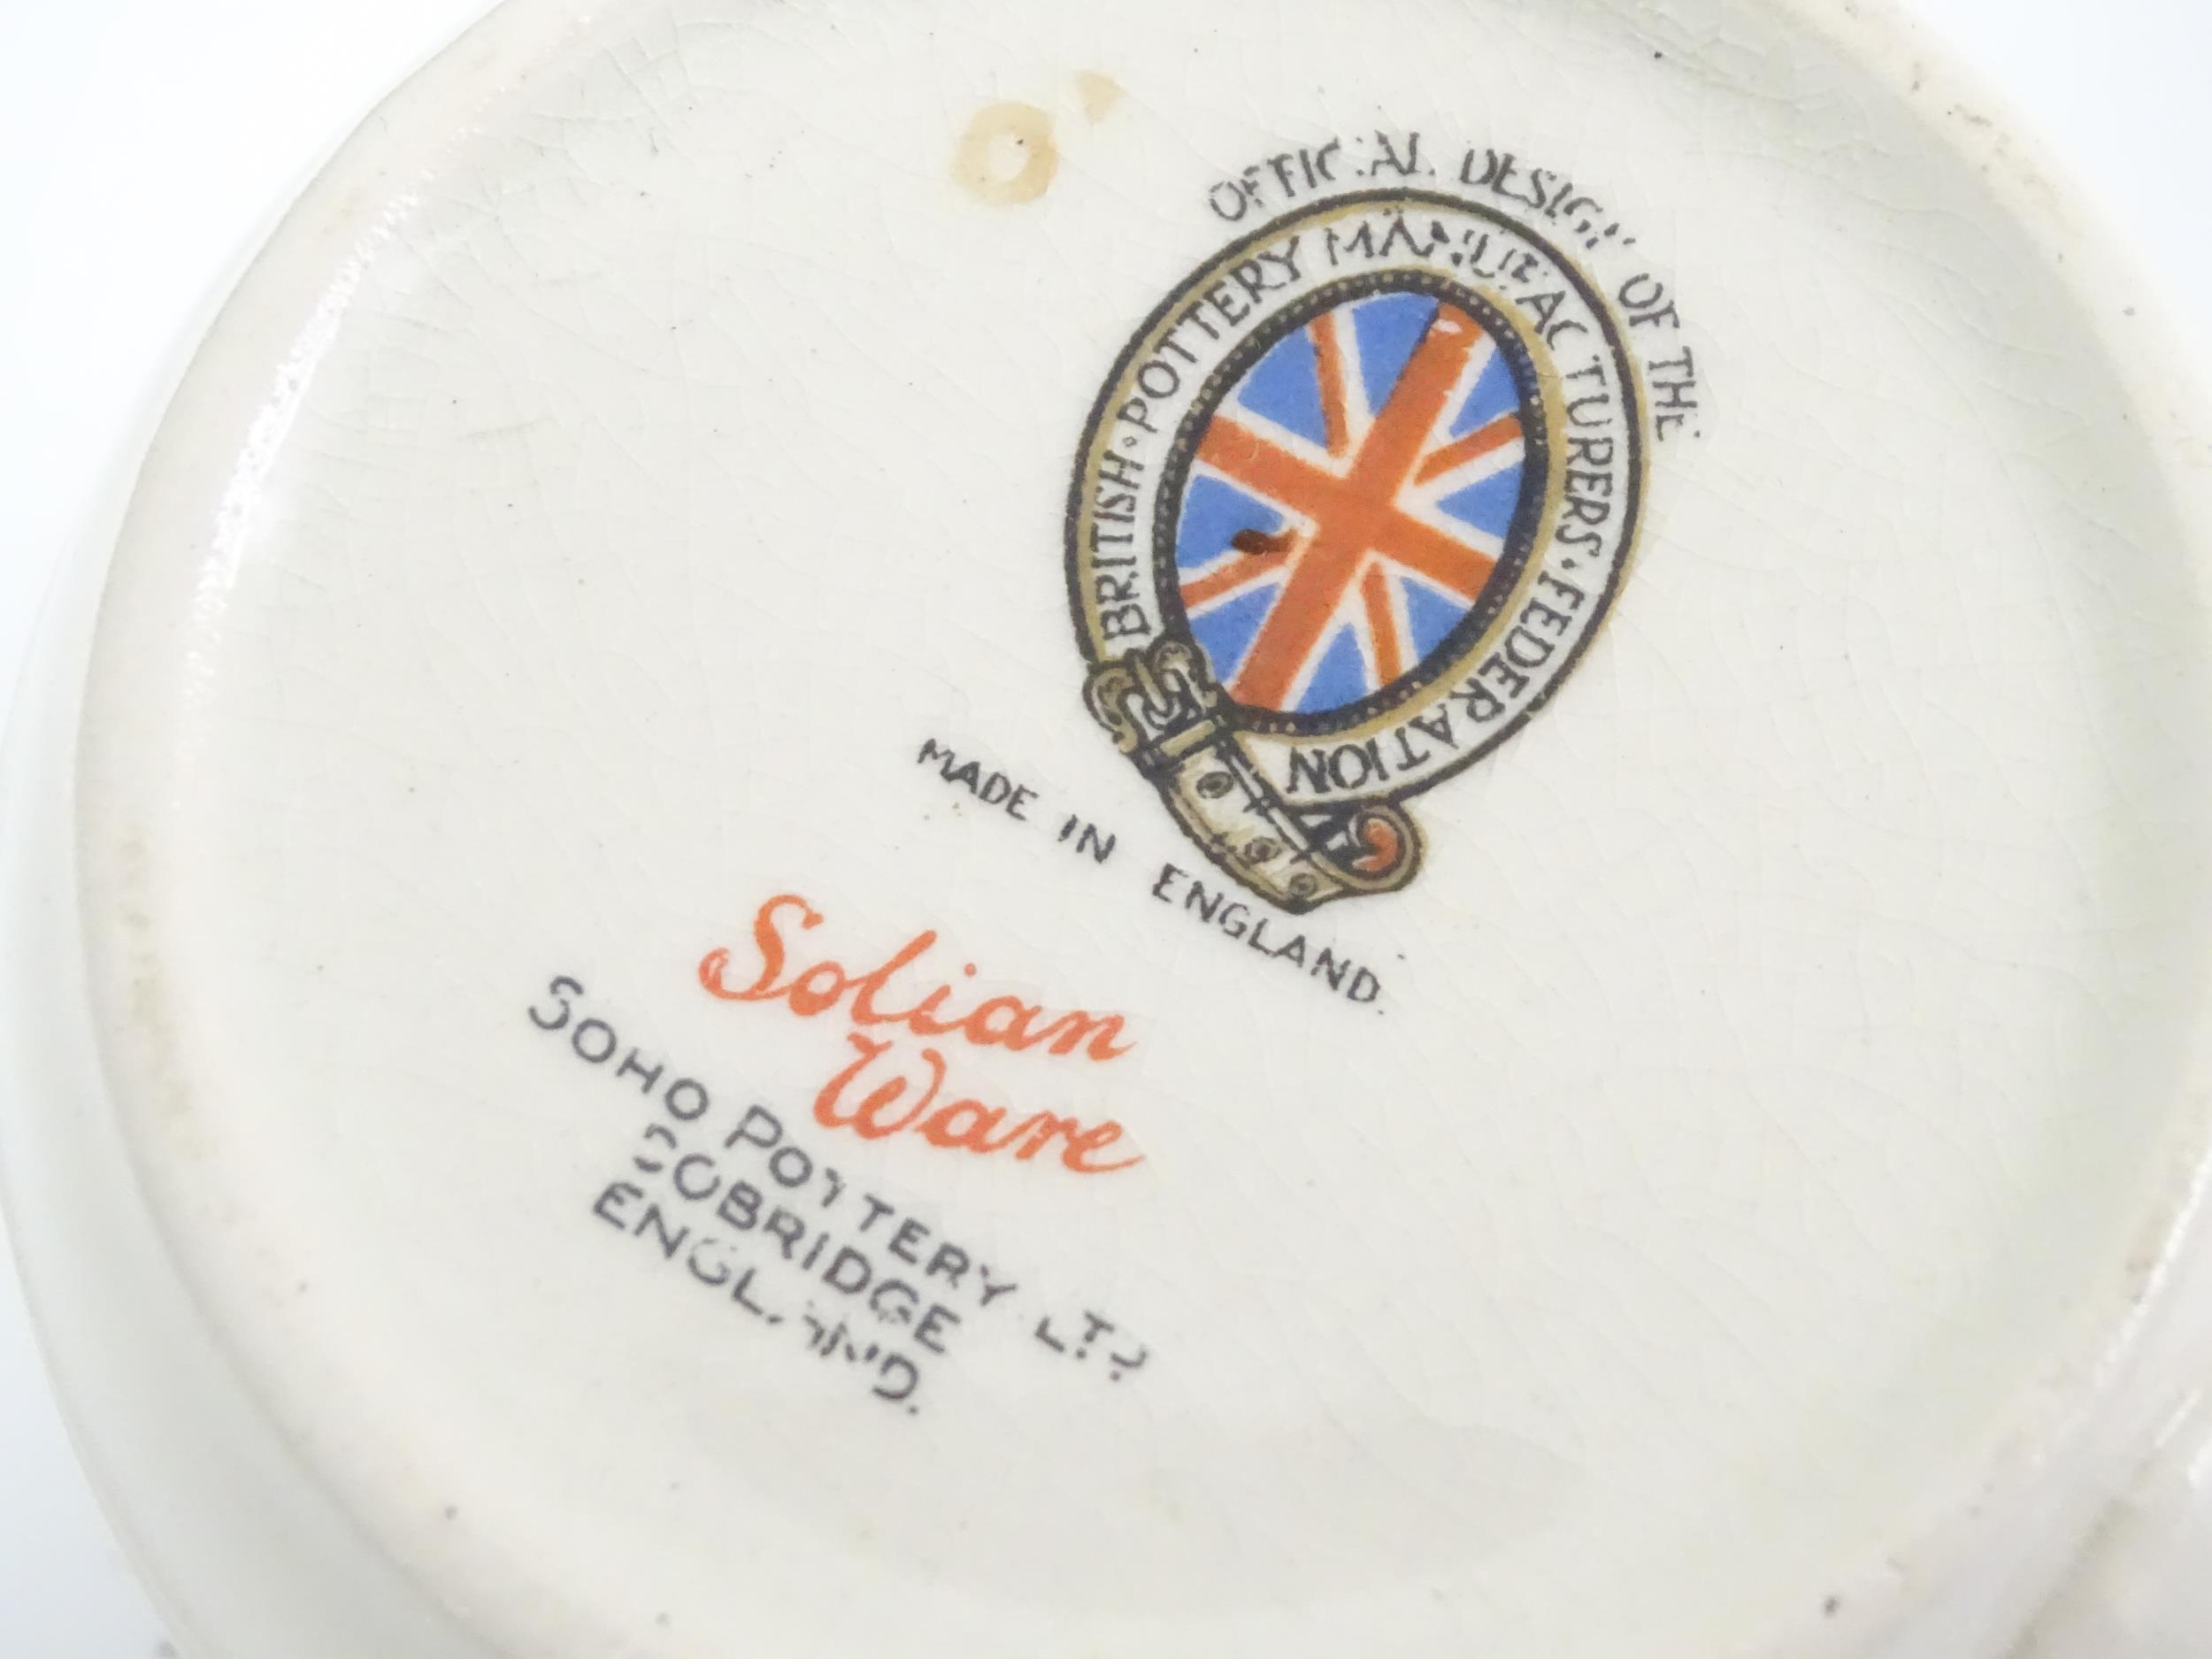 OFFICIAL DESIGN OF THE
BRITISH · POTTERY MANUFACTURERS · FEDERATION
MADE IN ENGLAND.
Solian
Ware
SOHO POTTERY LTD
COBRIDGE
ENGLAND.